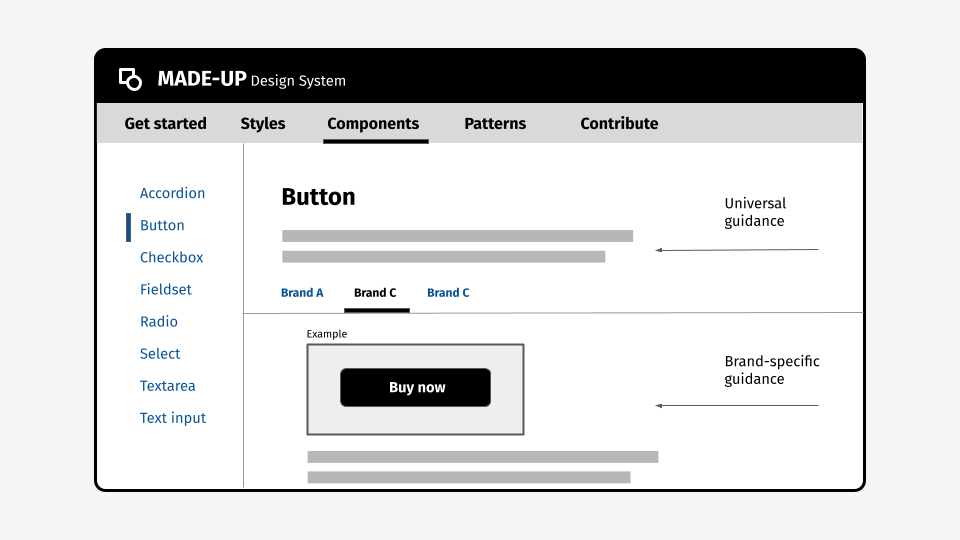 MADE-UP Design System
Get started Styles Components Patterns Contribute
Accordion
Button
Checkbox
Fieldset
Radio
Select
Textarea
Text input
Button
Universal
guidance
Brand A Brand C Brand C
Example
Buy now
Brand-specific
guidance